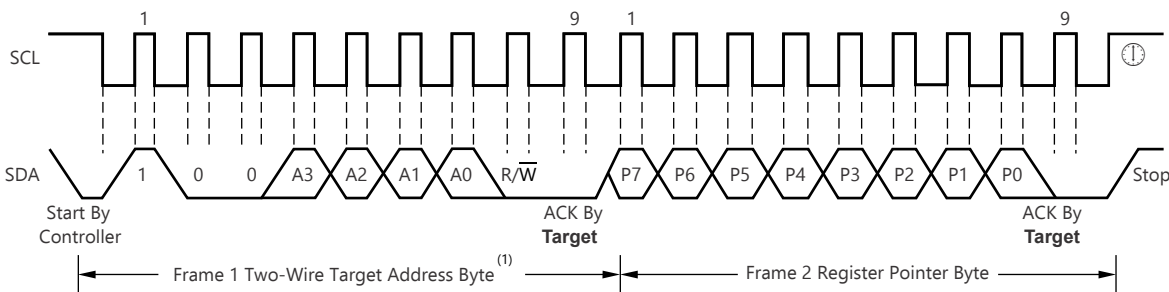 1 9 1 9
SCL
SDA 1 0 0 A3 A2 A1 A0 R/W̅ P7 P6 P5 P4 P3 P2 P1 P0 Stop
Start By ACK By ACK By
Controller Target Target
Frame 1 Two-Wire Target Address Byte(1) Frame 2 Register Pointer Byte